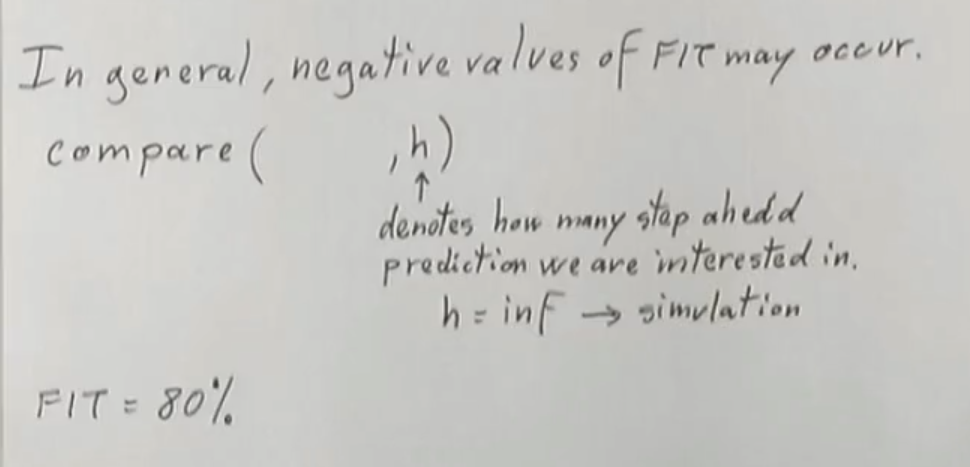 In general, negative values of FIT may occur.
compare( ,h)
↑
denotes how many step ahead
prediction we are interested in.
h = inf → simulation
FIT = 80%